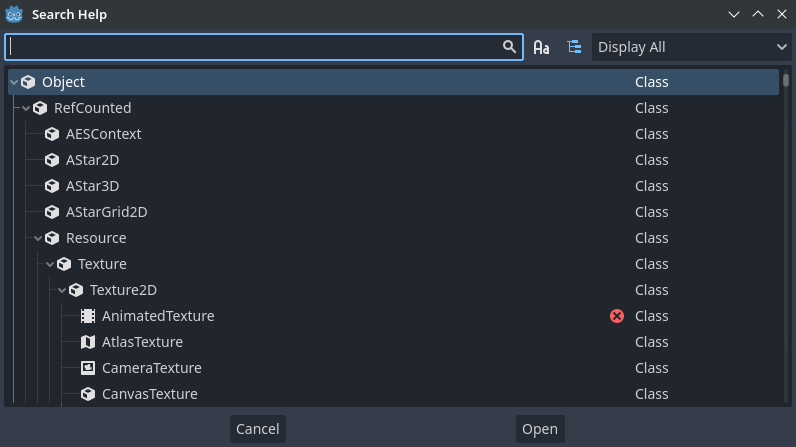 Search Help
Aa Display All
Object Class
RefCounted Class
AESContext Class
AStar2D Class
AStar3D Class
AStarGrid2D Class
Resource Class
Texture Class
Texture2D Class
AnimatedTexture Class
AtlasTexture Class
CameraTexture Class
CanvasTexture Class
Cancel Open